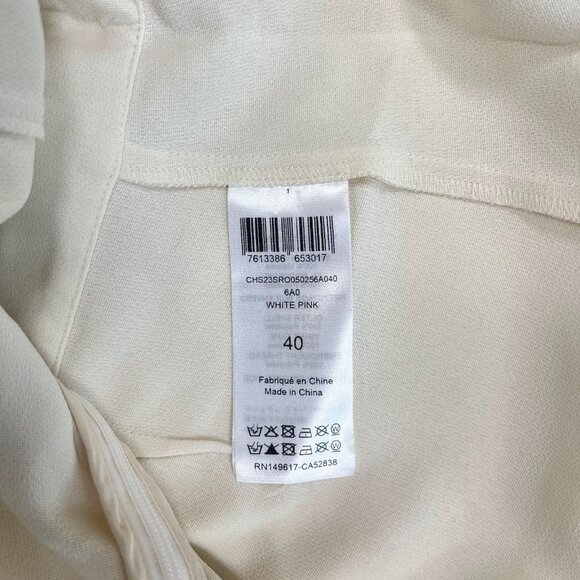 1
7613386 653017
CHS23SRO050256A040
6A0
WHITE PINK
40
Fabriqué en Chine
Made in China
RN149617-CA52838